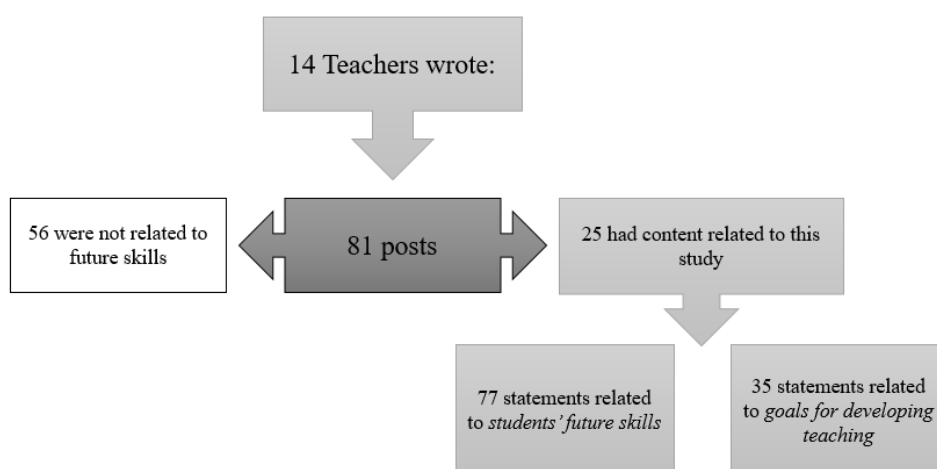 14 Teachers wrote:
56 were not related to
future skills
81 posts
25 had content related to this
study
77 statements related
to students' future skills
35 statements related
to goals for developing
teaching